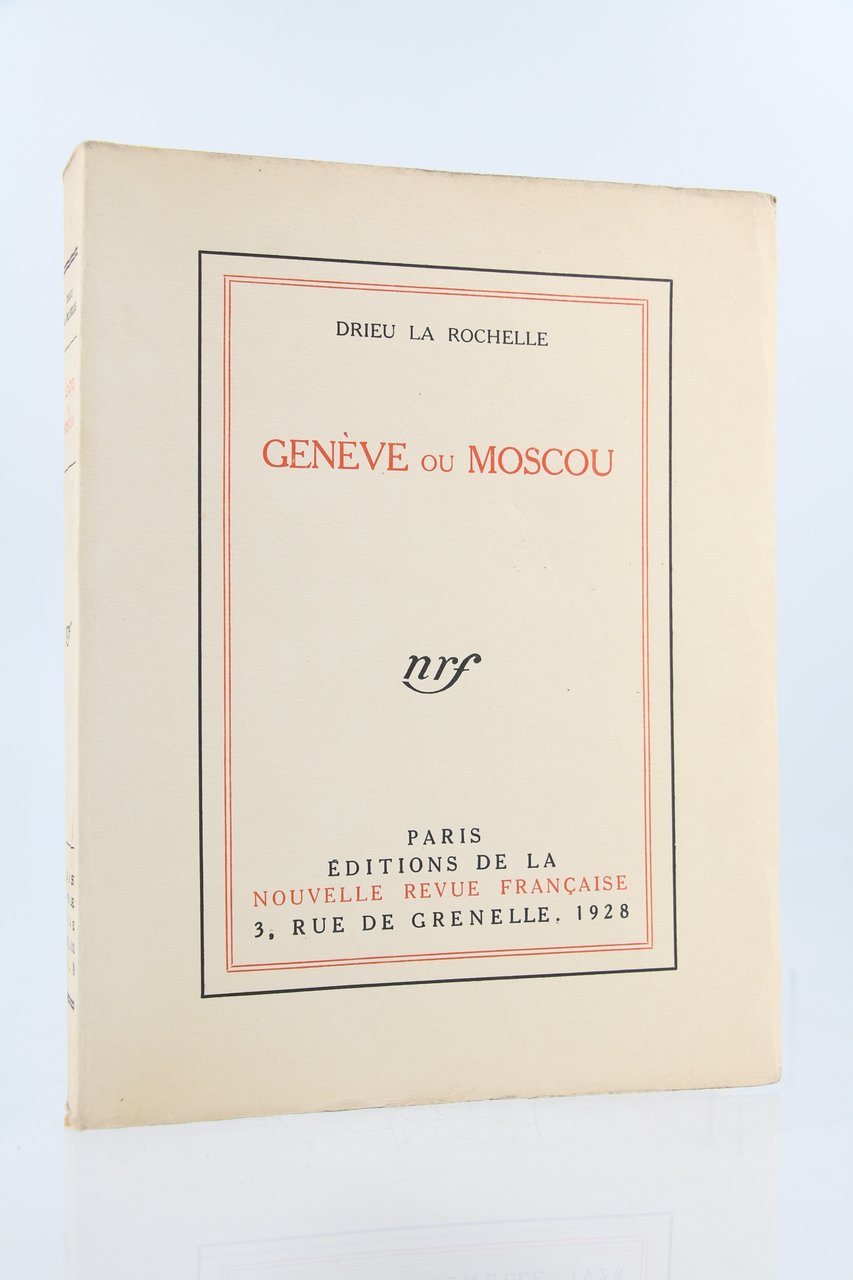 DRIEU LA ROCHELLE
GENÈVE OU MOSCOU
nrf
PARIS
ÉDITIONS DE LA
NOUVELLE REVUE FRANÇAISE
3, RUE DE GRENELLE. 1928